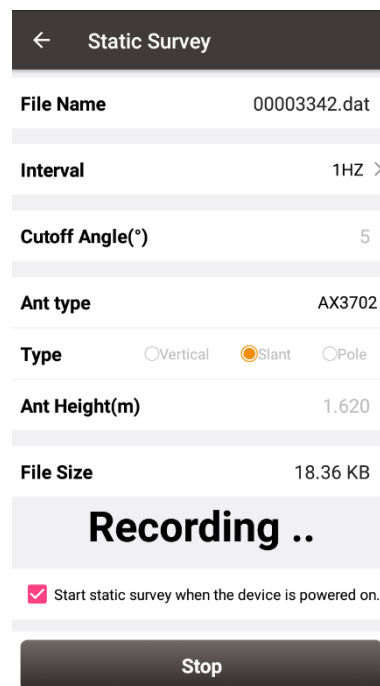 Static Survey
File Name 00003342.dat
Interval 1HZ
Cutoff Angle(°) 5
Ant type AX3702
Type Vertical Slant Pole
Ant Height(m) 1.620
File Size 18.36 KB
Recording ..
Start static survey when the device is powered on.
Stop